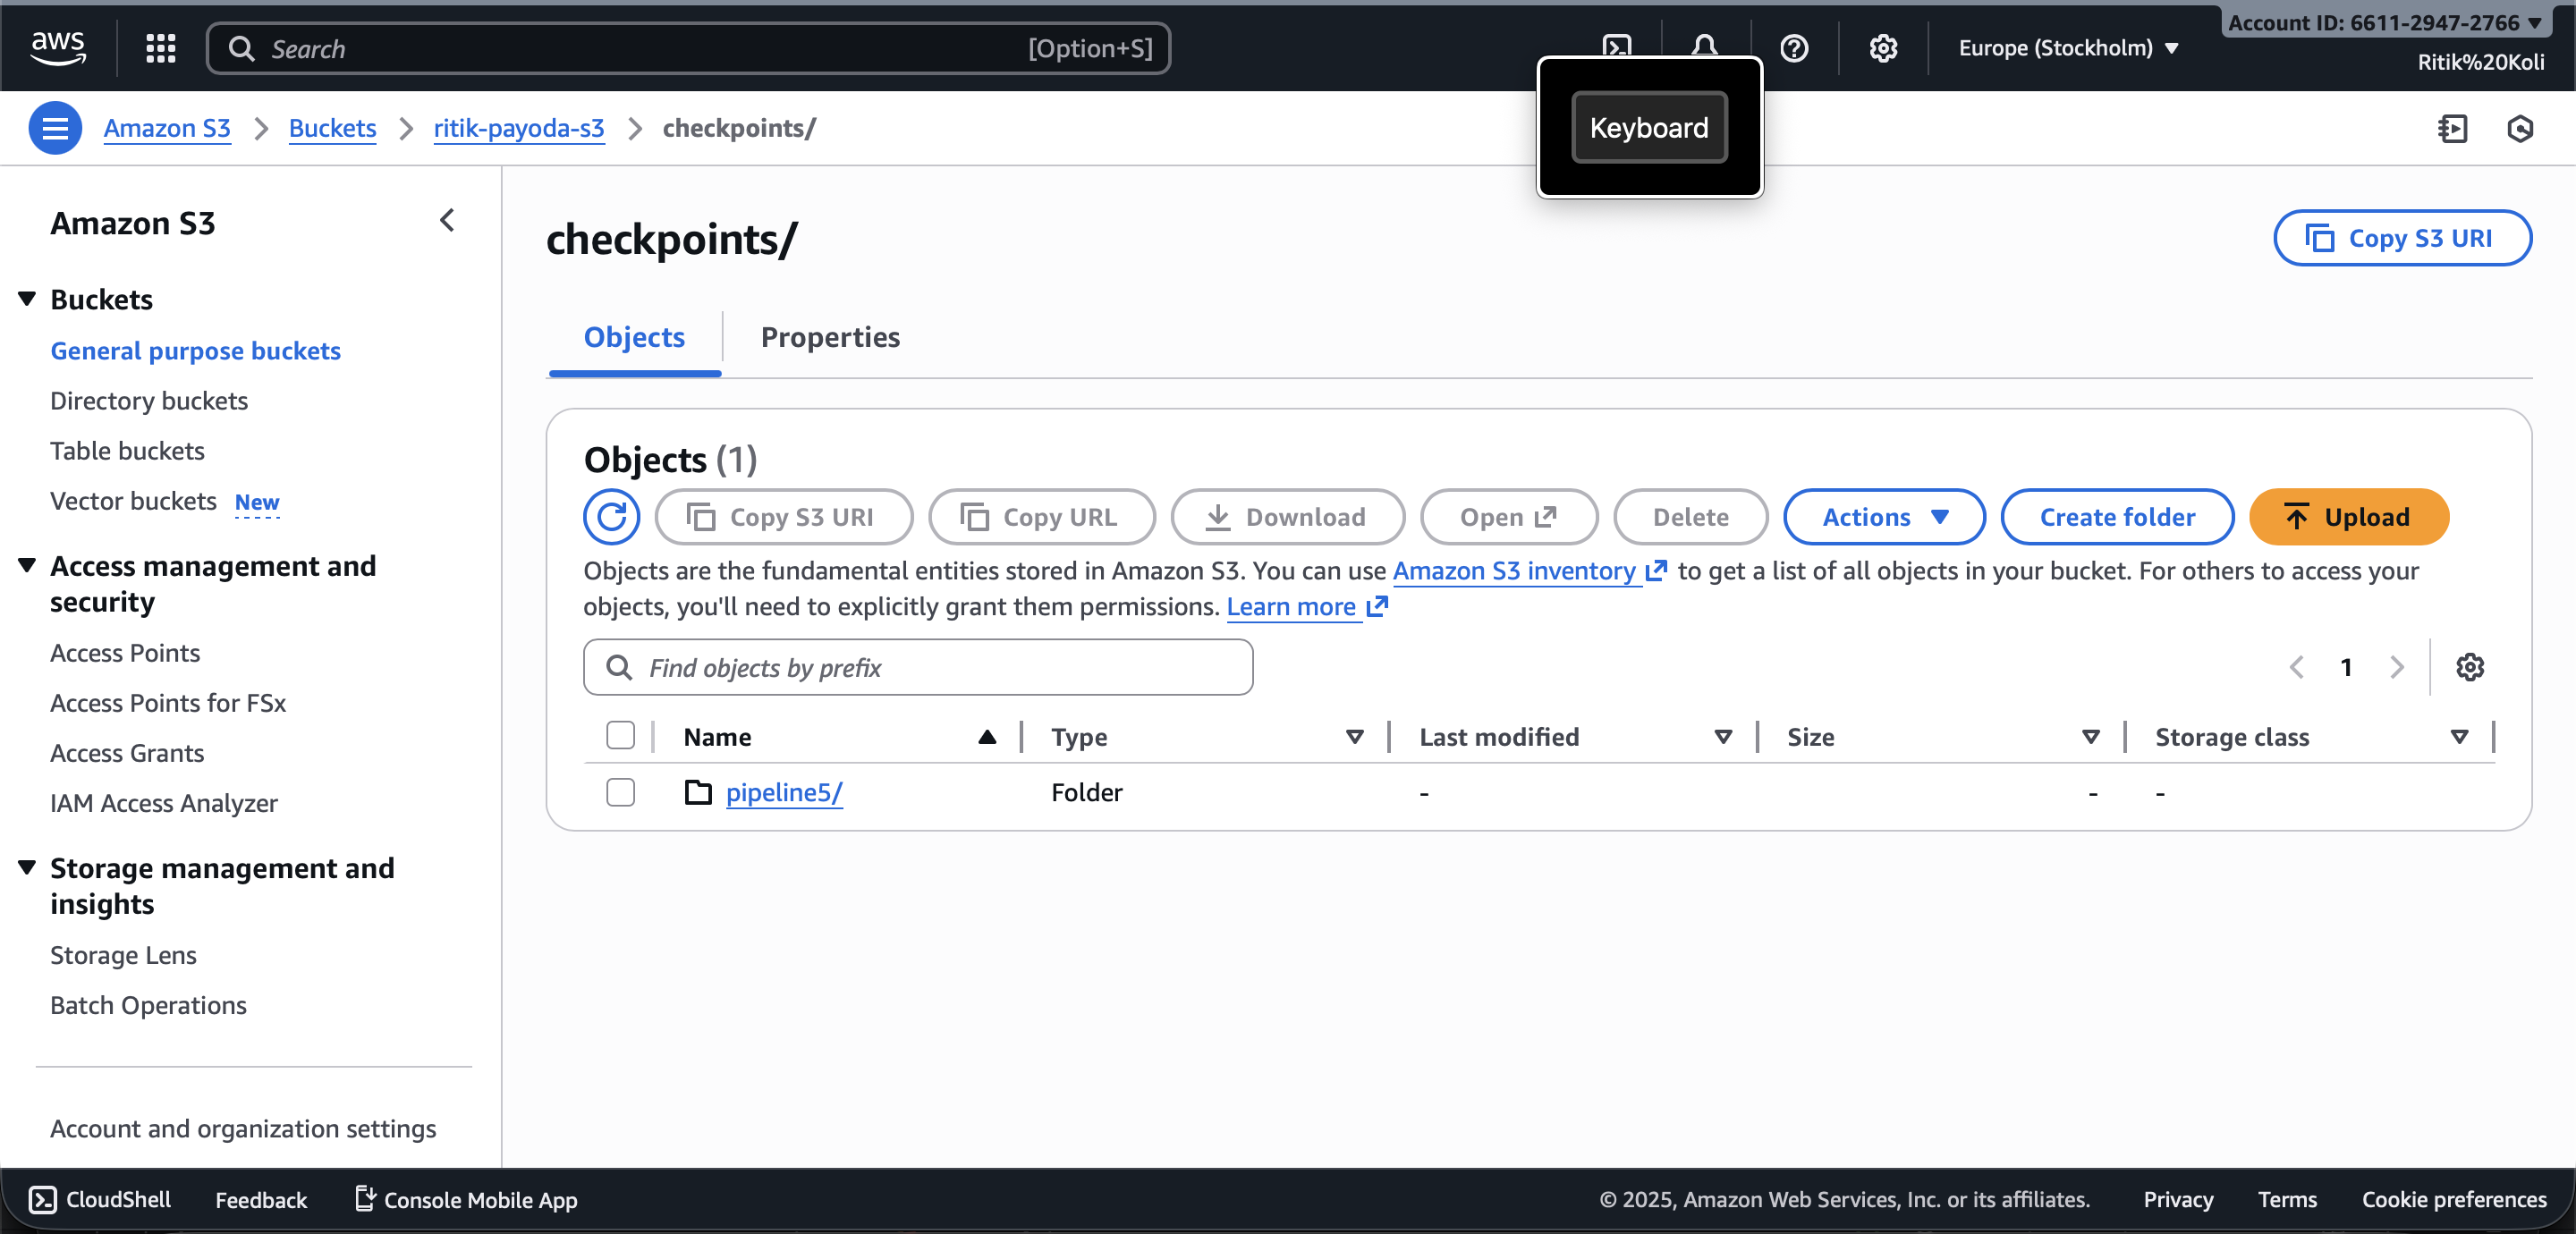 aws
Search
[Option+S]
Europe (Stockholm)
Account ID: 6611-2947-2766
Ritik%20Koli
Keyboard
Amazon S3
Buckets
ritik-payoda-s3
checkpoints/
Amazon S3
Buckets
General purpose buckets
Directory buckets
Table buckets
Vector buckets New
Access management and
security
Access Points
Access Points for FSx
Access Grants
IAM Access Analyzer
Storage management and
insights
Storage Lens
Batch Operations
Account and organization settings
checkpoints/
Copy S3 URI
Objects
Properties
Objects (1)
Copy S3 URI
Copy URL
Download
Open
Delete
Actions
Create folder
Upload
Objects are the fundamental entities stored in Amazon S3. You can use Amazon S3 inventory to get a list of all objects in your bucket. For others to access your
objects, you'll need to explicitly grant them permissions. Learn more
Find objects by prefix
1
Name Type Last modified Size Storage class
pipeline5/ Folder - - -
CloudShell
Feedback
Console Mobile App
© 2025, Amazon Web Services, Inc. or its affiliates.
Privacy
Terms
Cookie preferences